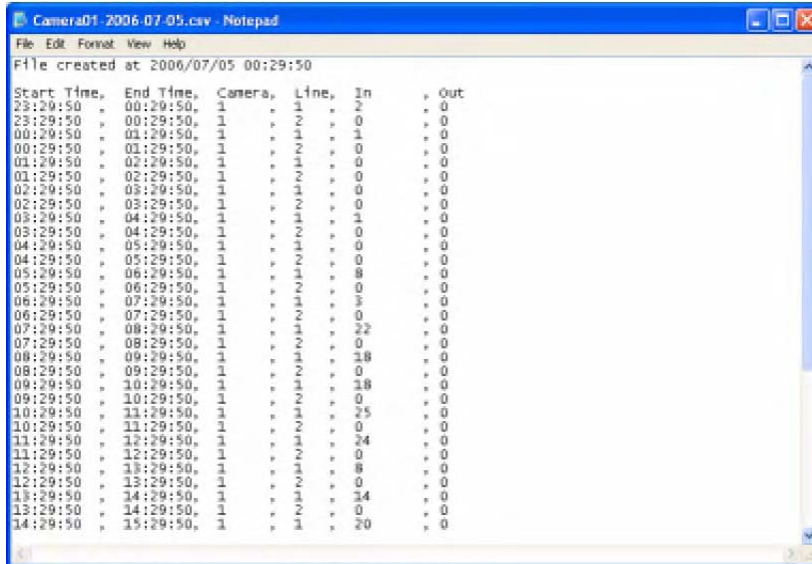 Camera01-2006-07-05.csv - Notepad
File Edit Format View Help
File created at 2006/07/05 00:29:50
Start Time, End Time, Camera, Line, In , Out
23:29:50 , 00:29:50, 1 , 1 , 2 , 0
23:29:50 , 00:29:50, 1 , 2 , 0 , 0
00:29:50 , 01:29:50, 1 , 1 , 1 , 0
00:29:50 , 01:29:50, 1 , 2 , 0 , 0
01:29:50 , 02:29:50, 1 , 1 , 0 , 0
01:29:50 , 02:29:50, 1 , 2 , 0 , 0
02:29:50 , 03:29:50, 1 , 1 , 0 , 0
02:29:50 , 03:29:50, 1 , 2 , 0 , 0
03:29:50 , 04:29:50, 1 , 1 , 1 , 0
03:29:50 , 04:29:50, 1 , 2 , 0 , 0
04:29:50 , 05:29:50, 1 , 1 , 0 , 0
04:29:50 , 05:29:50, 1 , 2 , 0 , 0
05:29:50 , 06:29:50, 1 , 1 , 8 , 0
05:29:50 , 06:29:50, 1 , 2 , 0 , 0
06:29:50 , 07:29:50, 1 , 1 , 3 , 0
06:29:50 , 07:29:50, 1 , 2 , 0 , 0
07:29:50 , 08:29:50, 1 , 1 , 22 , 0
07:29:50 , 08:29:50, 1 , 2 , 0 , 0
08:29:50 , 09:29:50, 1 , 1 , 18 , 0
08:29:50 , 09:29:50, 1 , 2 , 0 , 0
09:29:50 , 10:29:50, 1 , 1 , 18 , 0
09:29:50 , 10:29:50, 1 , 2 , 0 , 0
10:29:50 , 11:29:50, 1 , 1 , 25 , 0
10:29:50 , 11:29:50, 1 , 2 , 0 , 0
11:29:50 , 12:29:50, 1 , 1 , 24 , 0
11:29:50 , 12:29:50, 1 , 2 , 0 , 0
12:29:50 , 13:29:50, 1 , 1 , 8 , 0
12:29:50 , 13:29:50, 1 , 2 , 0 , 0
13:29:50 , 14:29:50, 1 , 1 , 14 , 0
13:29:50 , 14:29:50, 1 , 2 , 0 , 0
14:29:50 , 15:29:50, 1 , 1 , 20 , 0